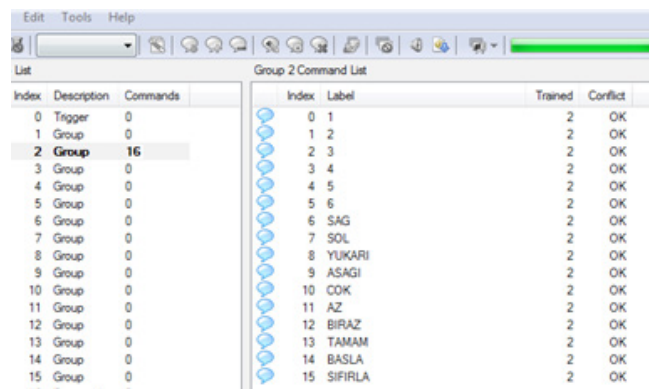 Edit Tools Help
List
Group 2 Command List
Index Description Commands
Index Label Trained Conflict
0 Trigger 0
0 1 2 OK
1 Group 0
1 2 2 OK
2 Group 16
2 3 2 OK
3 Group 0
3 4 2 OK
4 Group 0
4 5 2 OK
5 Group 0
5 6 2 OK
6 Group 0
6 SAG 2 OK
7 Group 0
7 SOL 2 OK
8 Group 0
8 YUKARI 2 OK
9 Group 0
9 ASAGI 2 OK
10 Group 0
10 COK 2 OK
11 Group 0
11 AZ 2 OK
12 Group 0
12 BIRAZ 2 OK
13 Group 0
13 TAMAM 2 OK
14 Group 0
14 BASLA 2 OK
15 Group 0
15 SIFIRLA 2 OK